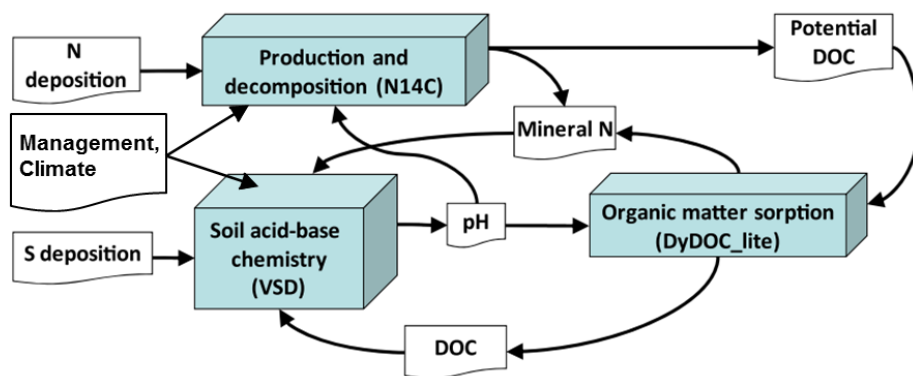 N
deposition
Production and
decomposition (N14C)
Potential
DOC
Management,
Climate
Mineral N
S deposition
Soil acid-base
chemistry
(VSD)
pH
Organic matter sorption
(DyDOC_lite)
DOC